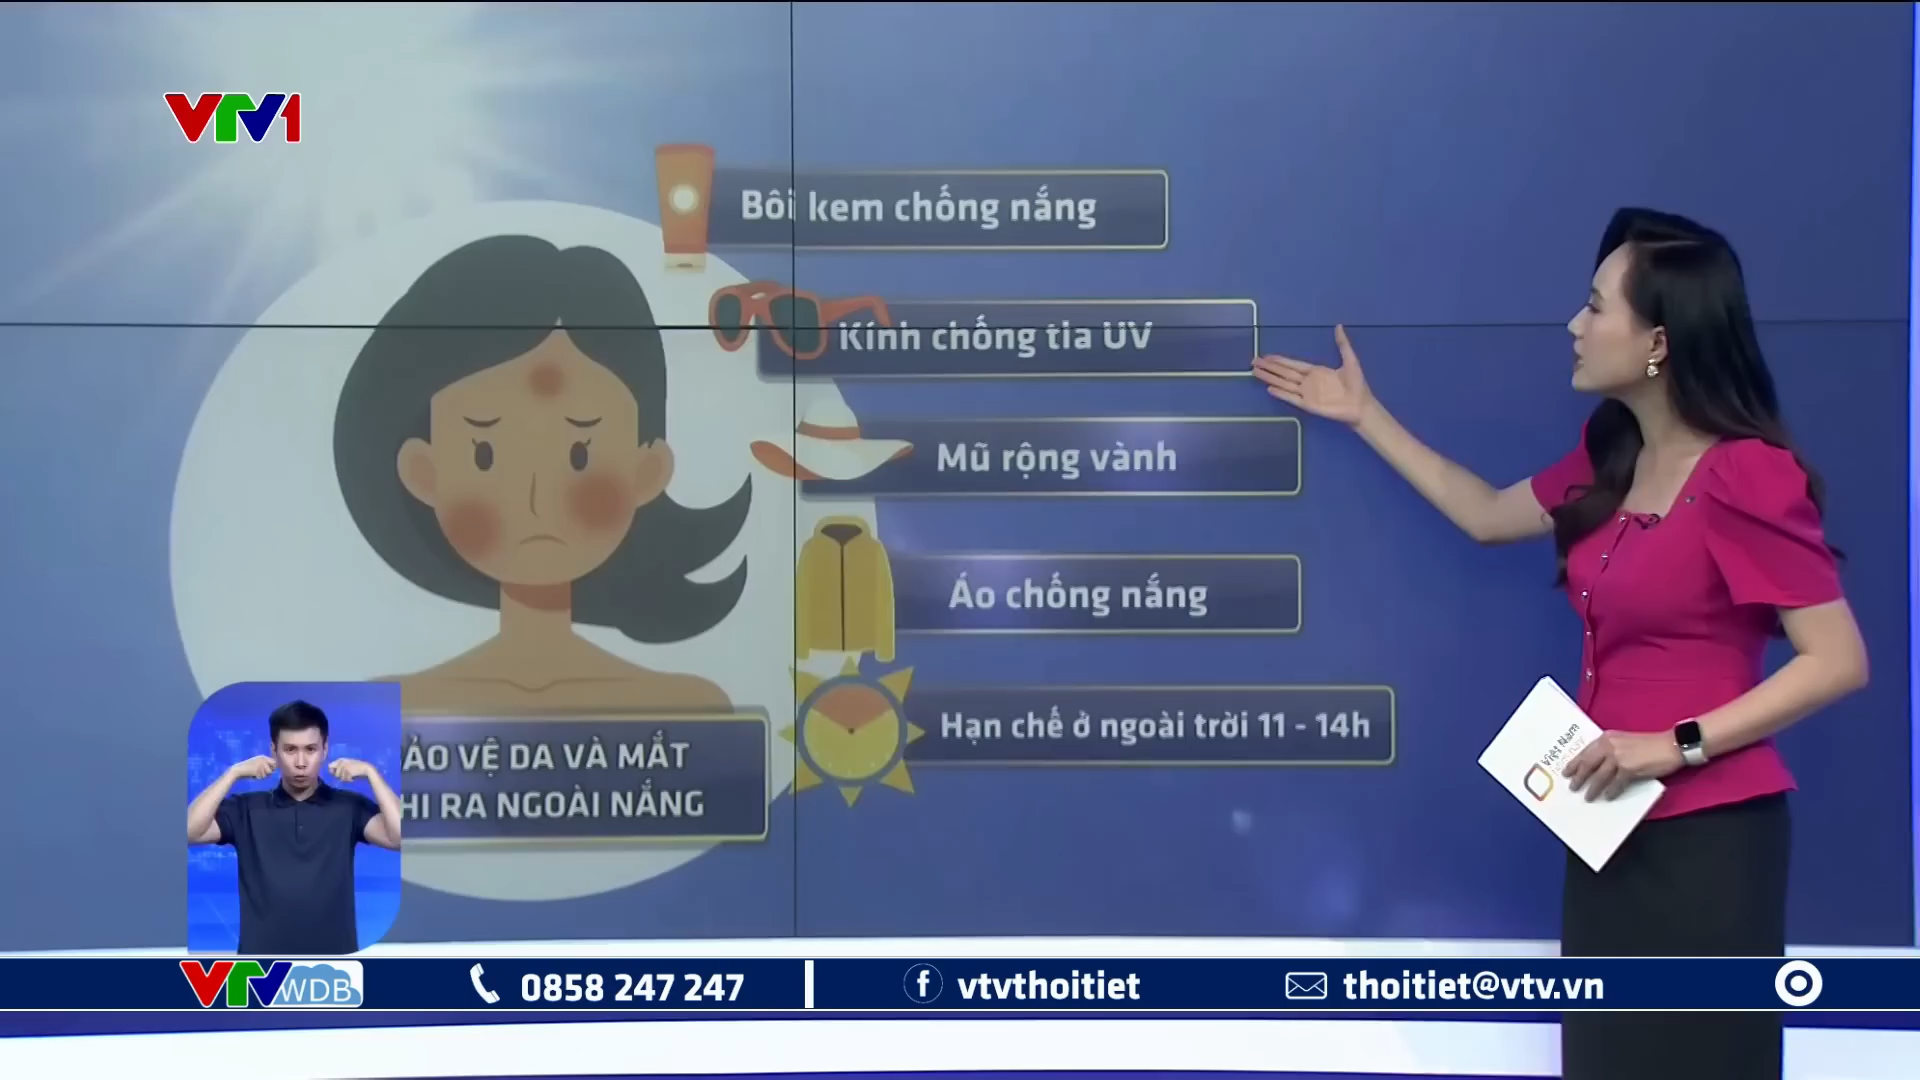 VTV1
Bôi kem chống nắng
Kính chống tia UV
Mũ rộng vành
Áo chống nắng
Hạn chế ở ngoài trời 11 - 14h
ẢO VỆ DA VÀ MẮT
HI RA NGOÀI NẮNG
Việt Nam
VTV WDB
0858 247 247
vtvthoitiet
thoitiet@vtv.vn